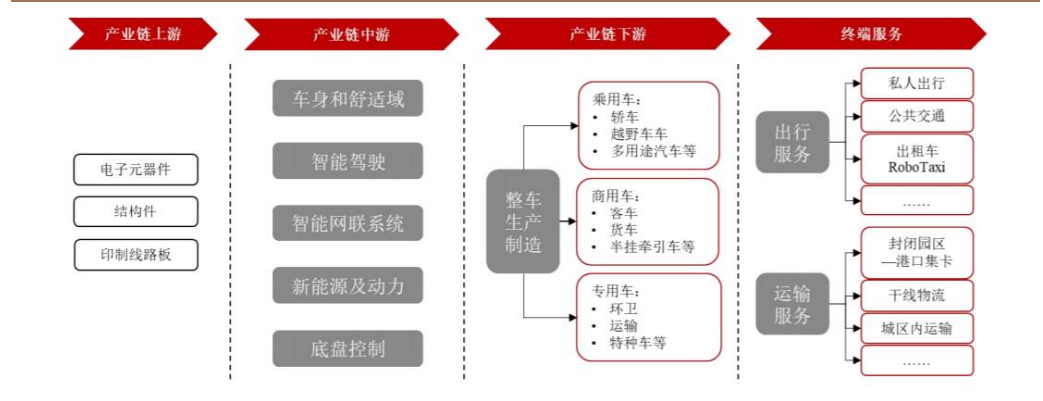 产业链上游
产业链中游
产业链下游
终端服务
电子元器件
结构件
印制线路板
车身和舒适域
智能驾驶
智能网联系统
新能源及动力
底盘控制
整车
生产
制造
乘用车：
• 轿车
• 越野车车
• 多用途汽车等
商用车：
• 客车
• 货车
• 半挂牵引车等
专用车：
• 环卫
• 运输
• 特种车等
出行
服务
私人出行
公共交通
出租车
RoboTaxi
……
运输
服务
封闭园区
—港口集卡
干线物流
城区内运输
……